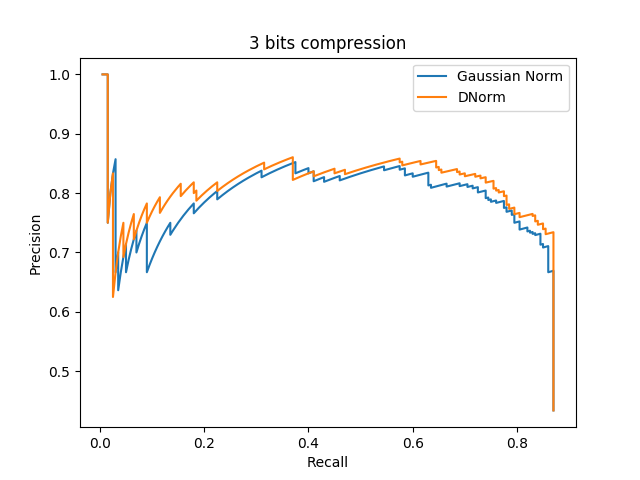 3 bits compression
Gaussian Norm
DNorm
1.0
0.9
0.8
0.7
0.6
0.5
Precision
0.0 0.2 0.4 0.6 0.8
Recall